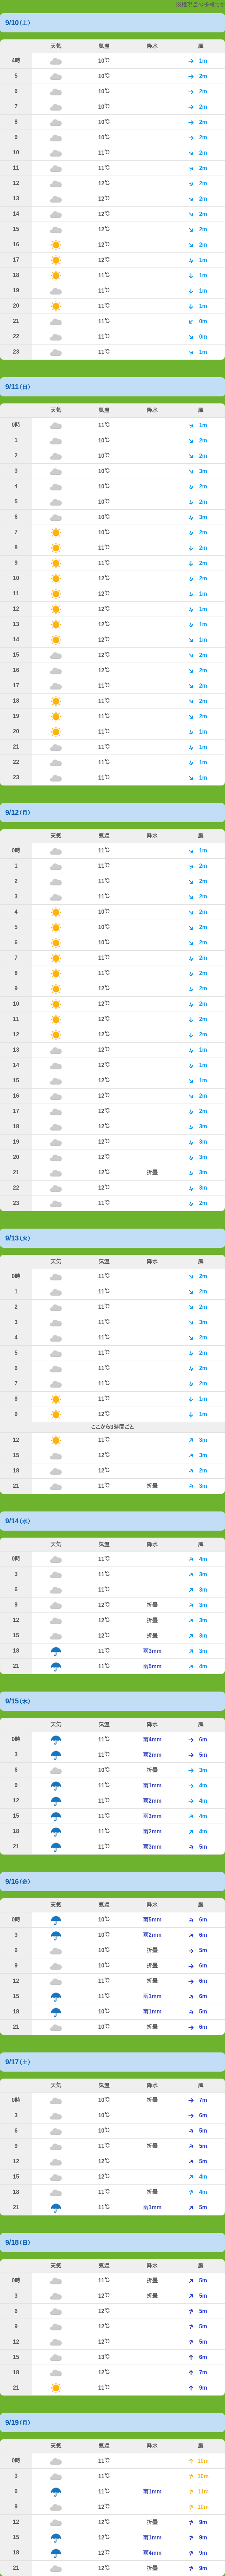 の予報です
9/10(土)
天気 気温 降水 風
4時 10℃ 1m
5 10℃ 2m
6 10℃ 2m
7 10℃ 2m
8 10℃ 2m
9 10℃ 2m
10 11℃ 2m
11 11℃ 2m
12 12℃ 2m
13 12℃ 2m
14 12℃ 2m
15 12℃ 2m
16 12℃ 2m
17 12℃ 1m
18 11℃ 1m
19 11℃ 1m
20 11℃ 1m
21 11℃ 0m
22 11℃ 0m
23 11℃ 1m
9/11(日)
天気 気温 降水 風
0時 11℃ 1m
1 10℃ 2m
2 10℃ 2m
3 10℃ 3m
4 10℃ 2m
5 10℃ 2m
6 10℃ 3m
7 10℃ 2m
8 11℃ 2m
9 11℃ 2m
10 12℃ 2m
11 12℃ 1m
12 12℃ 1m
13 12℃ 1m
14 12℃ 1m
15 12℃ 2m
16 12℃ 2m
17 11℃ 2m
18 11℃ 2m
19 11℃ 2m
20 11℃ 1m
21 11℃ 1m
22 11℃ 1m
23 11℃ 1m
9/12(月)
天気 気温 降水 風
0時 11℃ 1m
1 11℃ 2m
2 11℃ 2m
3 11℃ 2m
4 10℃ 2m
5 10℃ 2m
6 10℃ 2m
7 11℃ 2m
8 11℃ 2m
9 12℃ 2m
10 12℃ 2m
11 12℃ 2m
12 12℃ 2m
13 12℃ 1m
14 12℃ 1m
15 12℃ 1m
16 12℃ 2m
17 12℃ 2m
18 12℃ 3m
19 12℃ 3m
20 12℃ 3m
21 12℃ 折畳 3m
22 12℃ 3m
23 11℃ 2m
9/13(火)
天気 気温 降水 風
0時 11℃ 2m
1 11℃ 2m
2 11℃ 2m
3 11℃ 3m
4 11℃ 2m
5 11℃ 2m
6 11℃ 2m
7 11℃ 2m
8 11℃ 1m
9 12℃ 1m
ここから3時間ごと
12 11℃ 3m
15 12℃ 3m
18 12℃ 2m
21 11℃ 折畳 3m
9/14(水)
天気 気温 降水 風
0時 11℃ 4m
3 11℃ 3m
6 11℃ 3m
9 12℃ 折畳 3m
12 12℃ 折畳 3m
15 12℃ 折畳 3m
18 11℃ 雨3mm 3m
21 11℃ 雨5mm 4m
9/15(木)
天気 気温 降水 風
0時 11℃ 雨4mm 6m
3 11℃ 雨2mm 5m
6 10℃ 折畳 3m
9 11℃ 雨1mm 4m
12 11℃ 雨2mm 4m
15 11℃ 雨3mm 4m
18 11℃ 雨2mm 4m
21 11℃ 雨3mm 5m
9/16(金)
天気 気温 降水 風
0時 10℃ 雨5mm 6m
3 10℃ 雨2mm 6m
6 10℃ 折畳 5m
9 10℃ 折畳 6m
12 11℃ 折畳 6m
15 11℃ 雨1mm 6m
18 10℃ 雨1mm 5m
21 10℃ 折畳 6m
9/17(土)
天気 気温 降水 風
0時 10℃ 折畳 7m
3 10℃ 6m
6 10℃ 5m
9 11℃ 折畳 5m
12 12℃ 5m
15 12℃ 4m
18 11℃ 折畳 4m
21 11℃ 雨1mm 5m
9/18(日)
天気 気温 降水 風
0時 11℃ 折畳 5m
3 12℃ 折畳 5m
6 12℃ 5m
9 12℃ 5m
12 12℃ 5m
15 13℃ 6m
18 12℃ 7m
21 11℃ 9m
9/19(月)
天気 気温 降水 風
0時 11℃ 10m
3 11℃ 10m
6 11℃ 雨1mm 11m
9 12℃ 10m
12 12℃ 折畳 9m
15 12℃ 雨1mm 9m
18 12℃ 雨4mm 9m
21 12℃ 折畳 9m